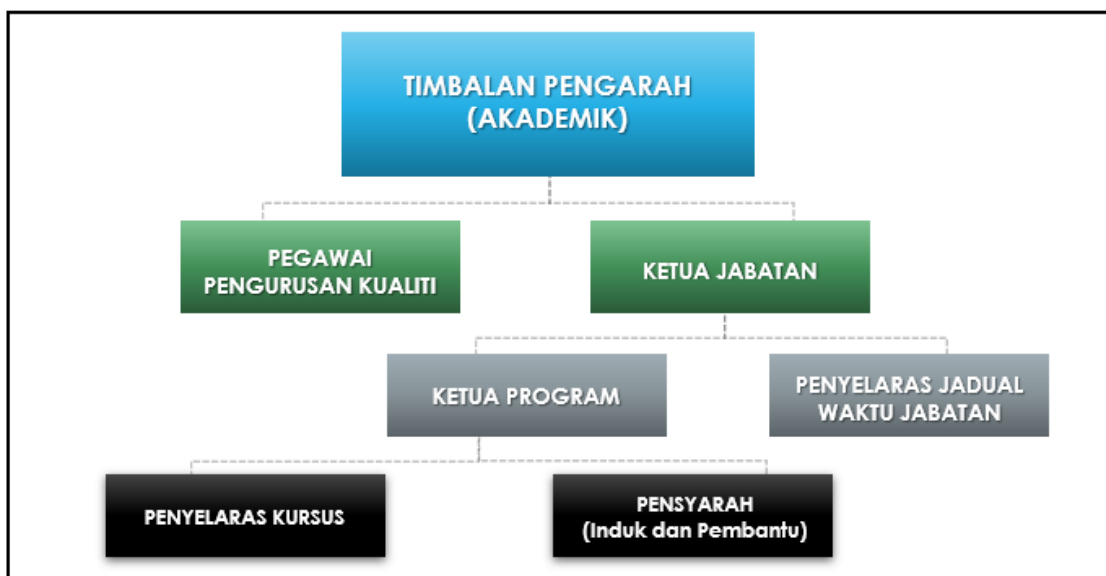 TIMBALAN PENGARAH
(AKADEMIK)
PEGAWAI
PENGURUSAN KUALITI
KETUA JABATAN
KETUA PROGRAM
PENYELARAS JADUAL
WAKTU JABATAN
PENYELARAS KURSUS
PENSYARAH
(Induk dan Pembantu)